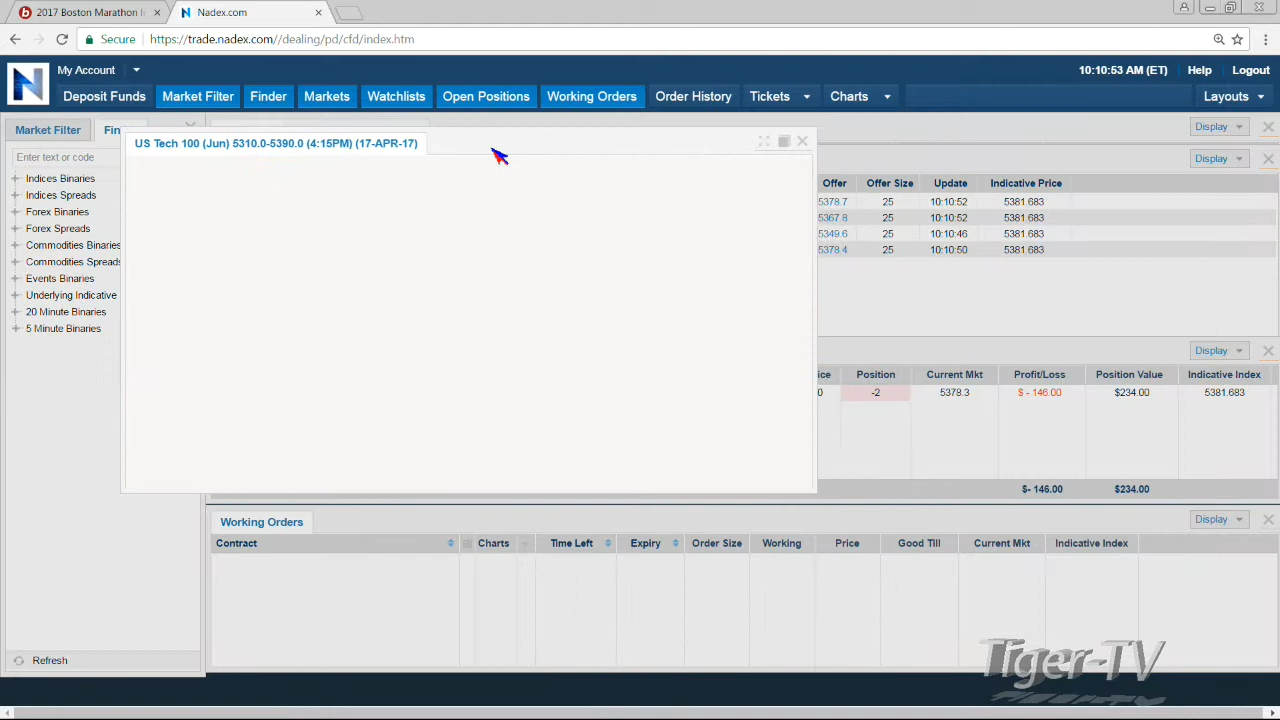 2017 Boston Marathon I
Nadex.com
Secure
https://trade.nadex.com//dealing/pd/cfd/index.htm
N
My Account
10:10:53 AM (ET)
Help
Logout
Deposit Funds
Market Filter
Finder
Markets
Watchlists
Open Positions
Working Orders
Order History
Tickets
Charts
Layouts
Market Filter
Fin
Display
US Tech 100 (Jun) 5310.0-5390.0 (4:15PM) (17-APR-17)
Enter text or code
Display
Indices Binaries
Indices Spreads
Forex Binaries
Forex Spreads
Commodities Binaries
Commodities Spreads
Events Binaries
Underlying Indicative
20 Minute Binaries
5 Minute Binaries
Refresh
Offer Offer Size Update Indicative Price
5378.7 25 10:10:52 5381.683
5367.8 25 10:10:52 5381.683
5349.6 25 10:10:46 5381.683
5378.4 25 10:10:50 5381.683
Display
ice Position Current Mkt Profit/Loss Position Value Indicative Index
0 -2 5378.3 $ - 146.00 $234.00 5381.683
$- 146.00 $234.00
Working Orders
Display
Contract Charts Time Left Expiry Order Size Working Price Good Till Current Mkt Indicative Index
Tiger-TV